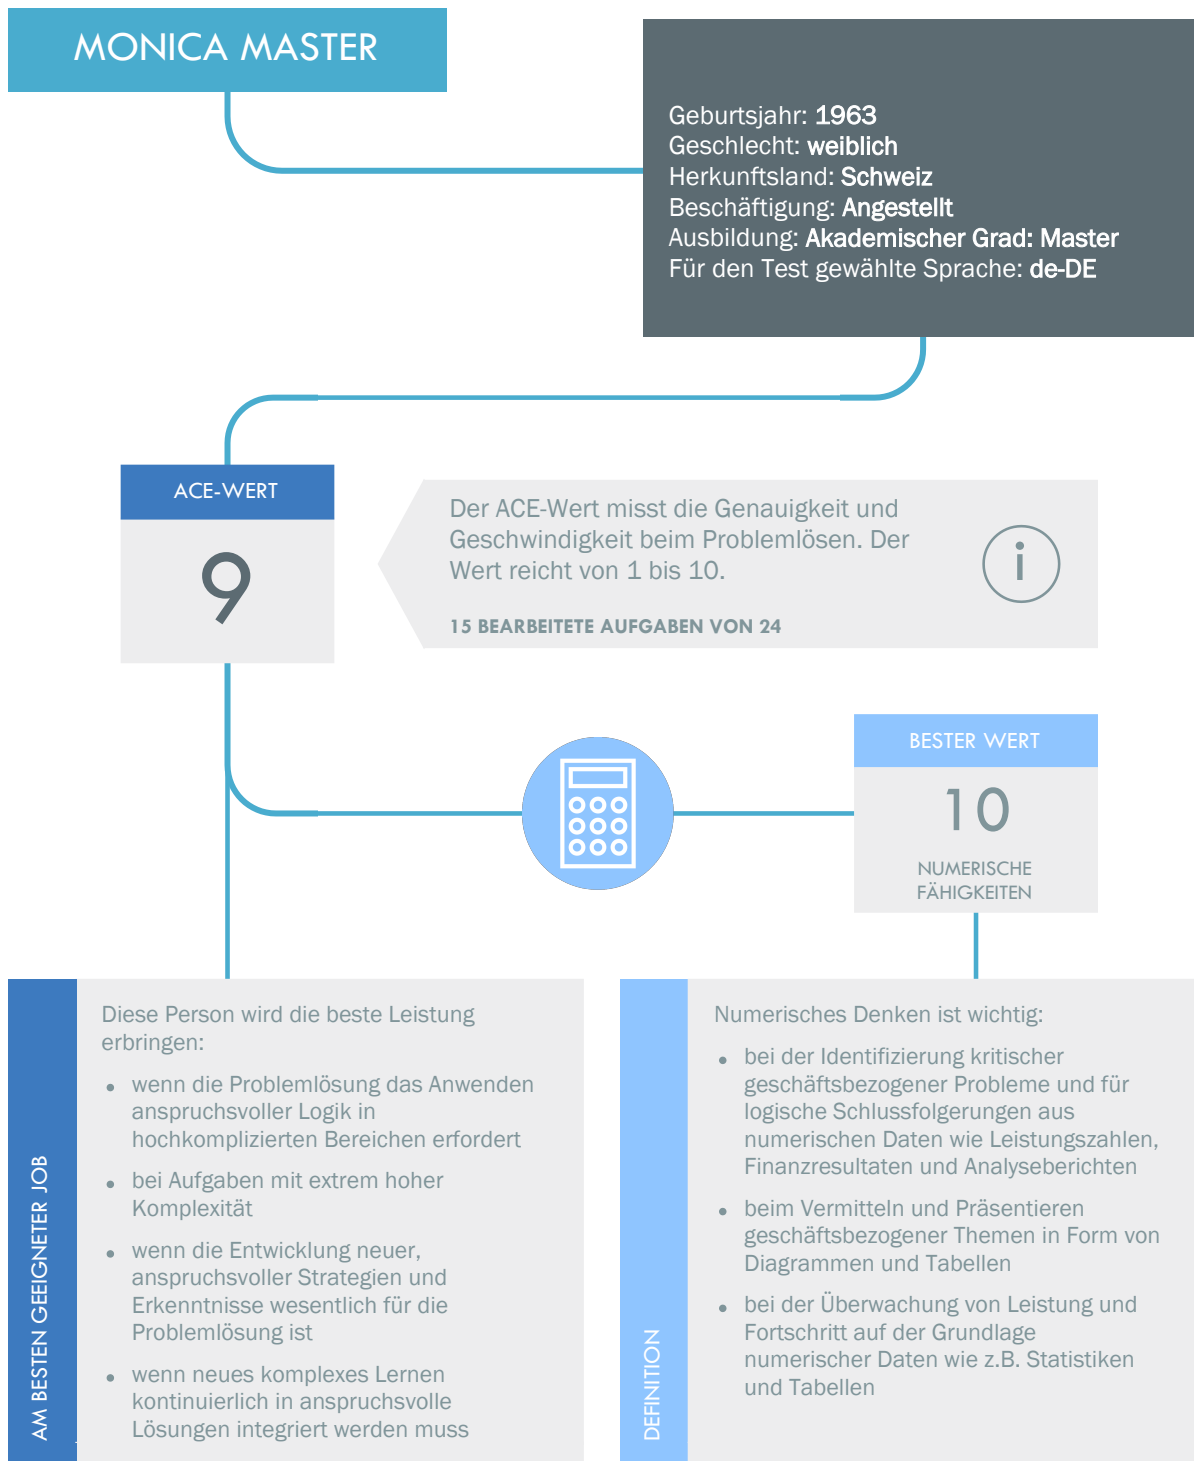 MONICA MASTER
Geburtsjahr: 1963
Geschlecht: weiblich
Herkunftsland: Schweiz
Beschäftigung: Angestellt
Ausbildung: Akademischer Grad: Master
Für den Test gewählte Sprache: de-DE
ACE-WERT
9
Der ACE-Wert misst die Genauigkeit und
Geschwindigkeit beim Problemlösen. Der
Wert reicht von 1 bis 10.
15 BEARBEITETE AUFGABEN VON 24
i
BESTER WERT
10
NUMERISCHE
FÄHIGKEITEN
AM BESTEN GEEIGNETER JOB
Diese Person wird die beste Leistung
erbringen:
• wenn die Problemlösung das Anwenden
anspruchsvoller Logik in
hochkomplizierten Bereichen erfordert
• bei Aufgaben mit extrem hoher
Komplexität
• wenn die Entwicklung neuer,
anspruchsvoller Strategien und
Erkenntnisse wesentlich für die
Problemlösung ist
• wenn neues komplexes Lernen
kontinuierlich in anspruchsvolle
Lösungen integriert werden muss
DEFINITION
Numerisches Denken ist wichtig:
• bei der Identifizierung kritischer
geschäftsbezogener Probleme und für
logische Schlussfolgerungen aus
numerischen Daten wie Leistungszahlen,
Finanzresultaten und Analyseberichten
• beim Vermitteln und Präsentieren
geschäftsbezogener Themen in Form von
Diagrammen und Tabellen
• bei der Überwachung von Leistung und
Fortschritt auf der Grundlage
numerischer Daten wie z.B. Statistiken
und Tabellen